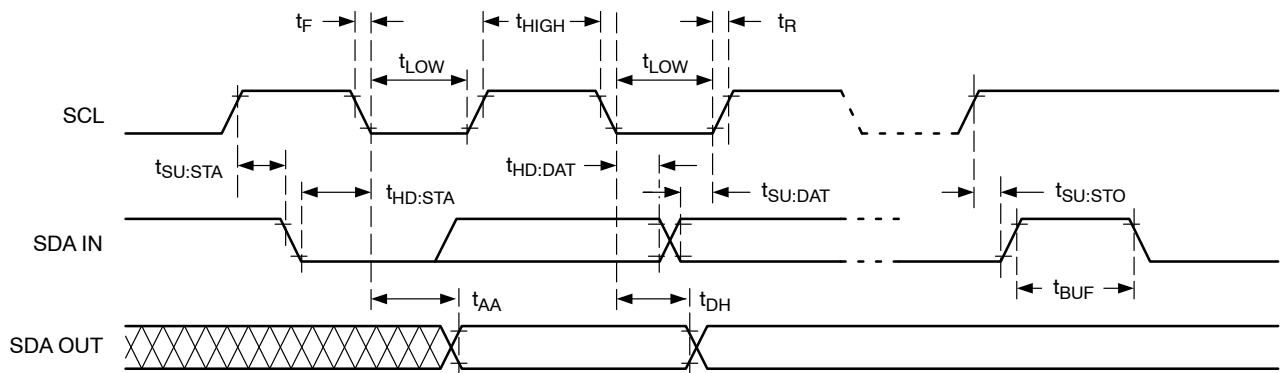 tF
tHIGH
tR
tLOW
tLOW
SCL
tSU:STA
tHD:STA
tHD:DAT
tSU:DAT
tSU:STO
SDA IN
tBUF
tAA
tDH
SDA OUT